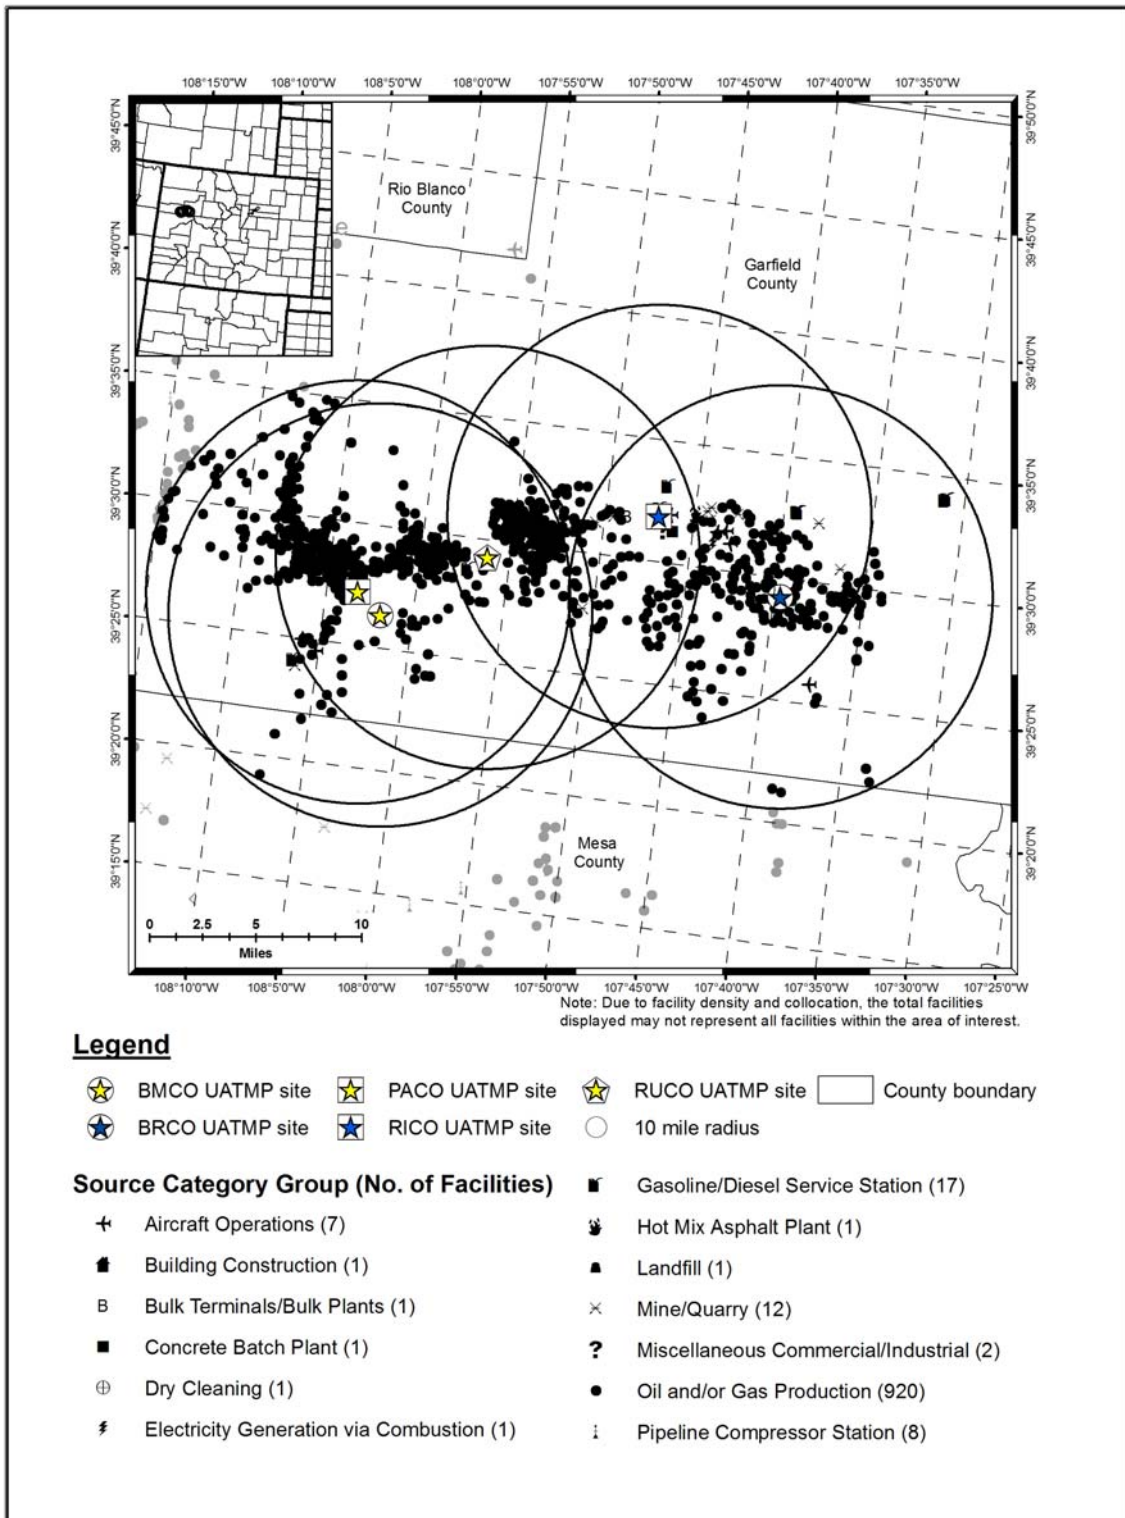 108°15'0"W 108°10'0"W 108°5'0"W 108°0'0"W 107°55'0"W 107°50'0"W 107°45'0"W 107°40'0"W 107°35'0"W
39°45'0"N
39°40'0"N
39°35'0"N
39°30'0"N
39°25'0"N
39°20'0"N
39°15'0"N
39°50'0"N
39°45'0"N
39°40'0"N
39°35'0"N
39°30'0"N
39°25'0"N
39°20'0"N
Rio Blanco
County
Garfield
County
Mesa
County
0 2.5 5 10
Miles
108°10'0"W 108°5'0"W 108°0'0"W 107°55'0"W 107°50'0"W 107°45'0"W 107°40'0"W 107°35'0"W 107°30'0"W 107°25'0"W
Note: Due to facility density and collocation, the total facilities
displayed may not represent all facilities within the area of interest.
Legend
BMCO UATMP site PACO UATMP site RUCO UATMP site County boundary
BRCO UATMP site RICO UATMP site 10 mile radius
Source Category Group (No. of Facilities)
Aircraft Operations (7)
Building Construction (1)
B Bulk Terminals/Bulk Plants (1)
Concrete Batch Plant (1)
Dry Cleaning (1)
Electricity Generation via Combustion (1)
Gasoline/Diesel Service Station (17)
Hot Mix Asphalt Plant (1)
Landfill (1)
Mine/Quarry (12)
? Miscellaneous Commercial/Industrial (2)
Oil and/or Gas Production (920)
Pipeline Compressor Station (8)